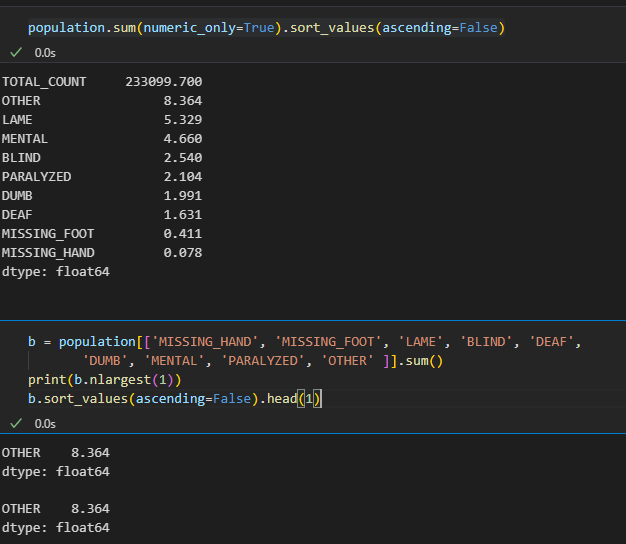 population.sum(numeric_only=True).sort_values(ascending=False)
0.0s
TOTAL_COUNT 233099.700
OTHER 8.364
LAME 5.329
MENTAL 4.660
BLIND 2.540
PARALYZED 2.104
DUMB 1.991
DEAF 1.631
MISSING_FOOT 0.411
MISSING_HAND 0.078
dtype: float64
b = population[['MISSING_HAND', 'MISSING_FOOT', 'LAME', 'BLIND', 'DEAF',
'DUMB', 'MENTAL', 'PARALYZED', 'OTHER' ]].sum()
print(b.nlargest(1))
b.sort_values(ascending=False).head(1)
0.0s
OTHER 8.364
dtype: float64
OTHER 8.364
dtype: float64